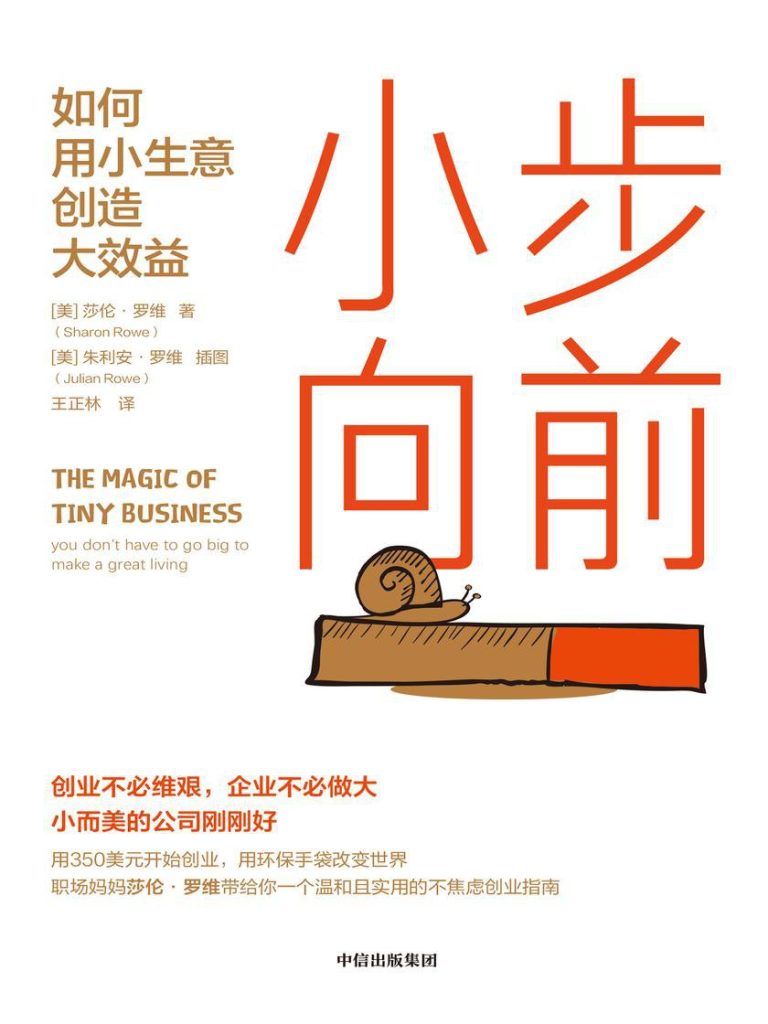 如何
用小生意
创造
大效益
小步
向前
[美] 莎伦·罗维 著
(Sharon Rowe)
[美] 朱利安·罗维 插图
(Julian Rowe)
王正林 译
THE MAGIC OF
TINY BUSINESS
you don't have to go big to
make a great living
创业不必维艰，企业不必做大
小而美的公司刚刚好
用350美元开始创业，用环保手袋改变世界
职场妈妈莎伦·罗维带给你一个温和且实用的不焦虑创业指南
中信出版集团